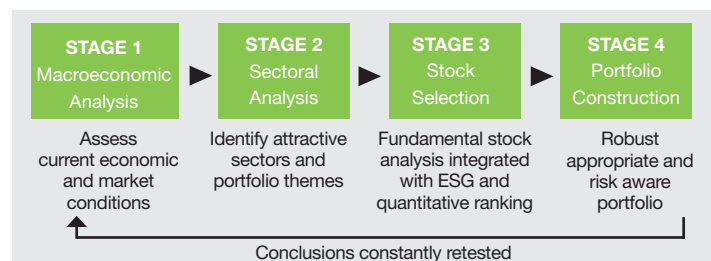 STAGE 1
Macroeconomic
Analysis
Assess
current economic
and market
conditions
STAGE 2
Sectoral
Analysis
Identify attractive
sectors and
portfolio themes
STAGE 3
Stock
Selection
Fundamental stock
analysis integrated
with ESG and
quantitative ranking
STAGE 4
Portfolio
Construction
Robust
appropriate and
risk aware
portfolio
Conclusions constantly retested